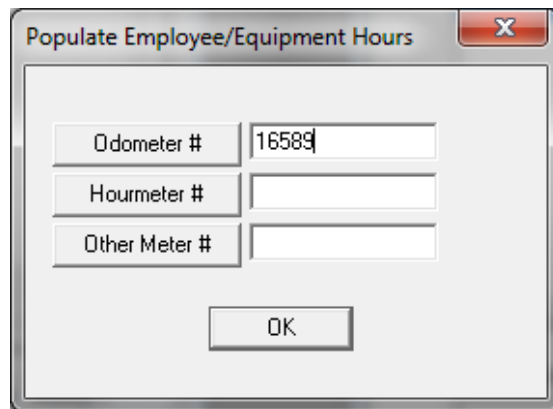 Populate Employee/Equipment Hours
Odometer # 16589
Hourmeter #
Other Meter #
OK